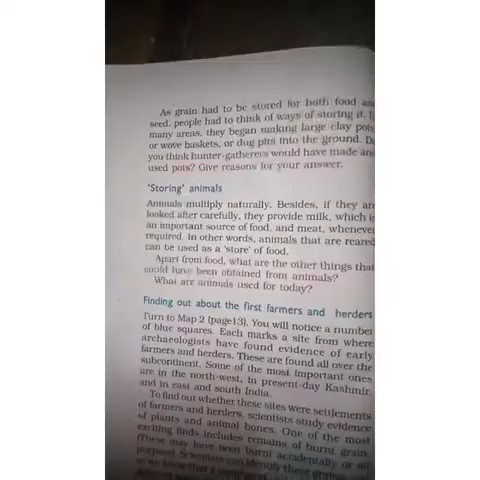 As grain had to be stored for both food and
seed, people had to think of ways of storing it. I
many areas, they began making large clay pots
or wove baskets, or dug pits into the ground. D
you think hunter-gatherers would have made and
used pots? Give reasons for your answer.
'Storing' animals
Animals multiply naturally. Besides, if they are
looked after carefully, they provide milk, which i
an important source of food, and meat, wheneve
required. In other words, animals that are reared
can be used as a 'store' of food.
Apart from food, what are the other things that
could have been obtained from animals?
What are animals used for today?
Finding out about the first farmers and herders
Turn to Map 2 (page13). You will notice a number
of blue squares. Each marks a site from where
archaeologists have found evidence of early
farmers and herders. These are found all over the
subcontinent. Some of the most important ones
are in the north-west, in present-day Kashmir,
and in east and south India.
To find out whether these sites were settlements
of farmers and herders, scientists study evidence
of plants and animal bones. One of the most
exciting finds includes remains of burnt grain.
(These may have been burnt accidentally or on
purpose). Scientists can identify these grains